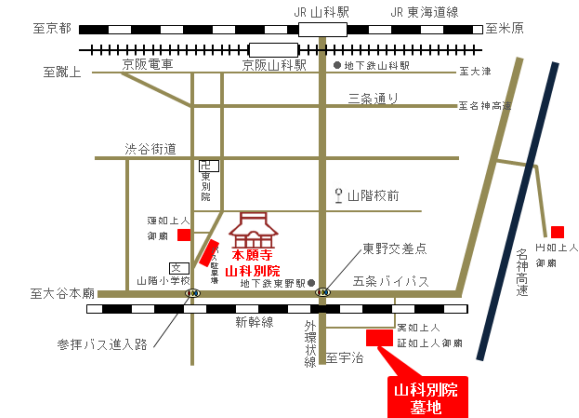 JR山科駅
JR東海道線
至京都
至米原
京阪電車
京阪山科駅
地下鉄山科駅
至蹴上
至大津
三条通り
至名神高速
渋谷街道
卍
東別院
山階校前
蓮如上人
御廟
本願寺
山科別院
バス駐車場
東野交差点
名神高速
如上人
御廟
文
山階小学校
地下鉄東野駅
五条バイパス
至大谷本廟
新幹線
外環状線
実如上人
証如上人御廟
参拝バス進入路
至宇治
山科別院
墓地